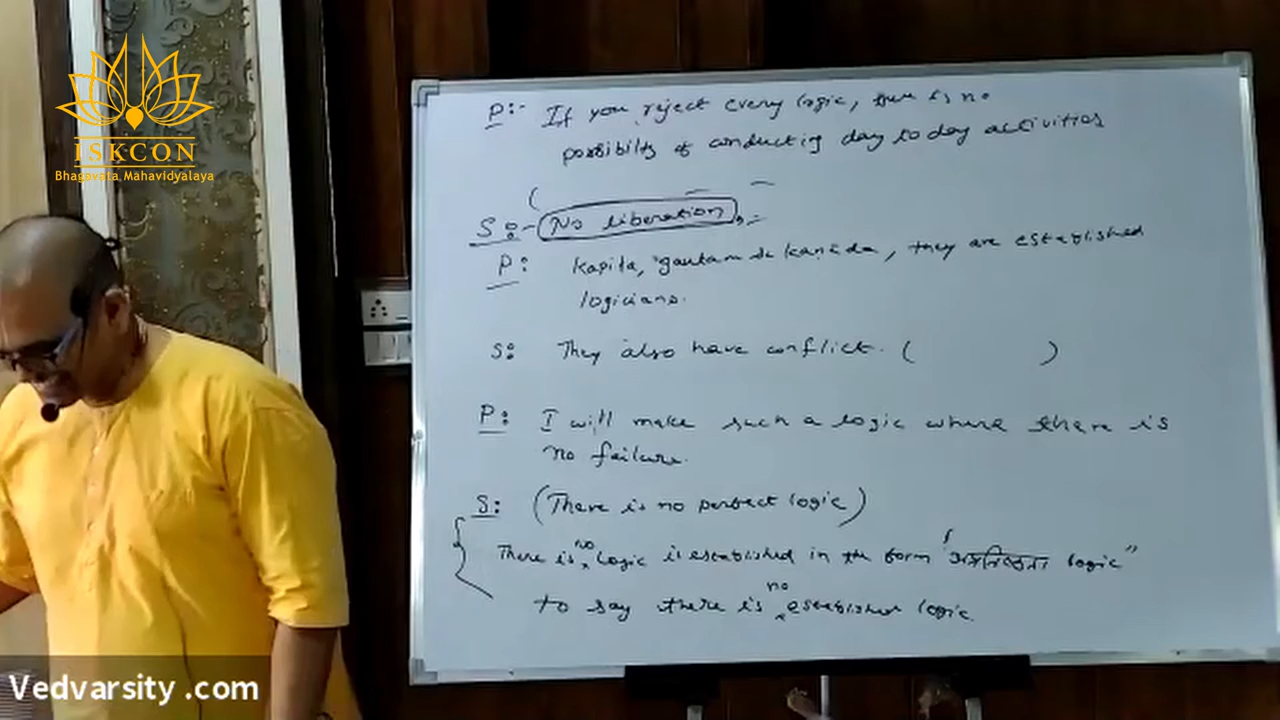 ISKCON
Bhagavata Mahavidyalaya
P:- If you reject every logic, there is no
possibilty of conducting day to day activities
S:- No liberation,
P: Kapila, gautam & kanada, they are established
logicians.
S: They also have conflict. ( )
P: I will make such a logic where there is
no failure.
S: (There is no perfect logic)
There is no logic is established in the form " logic"
to say there is no established logic.
Vedvarsity .com